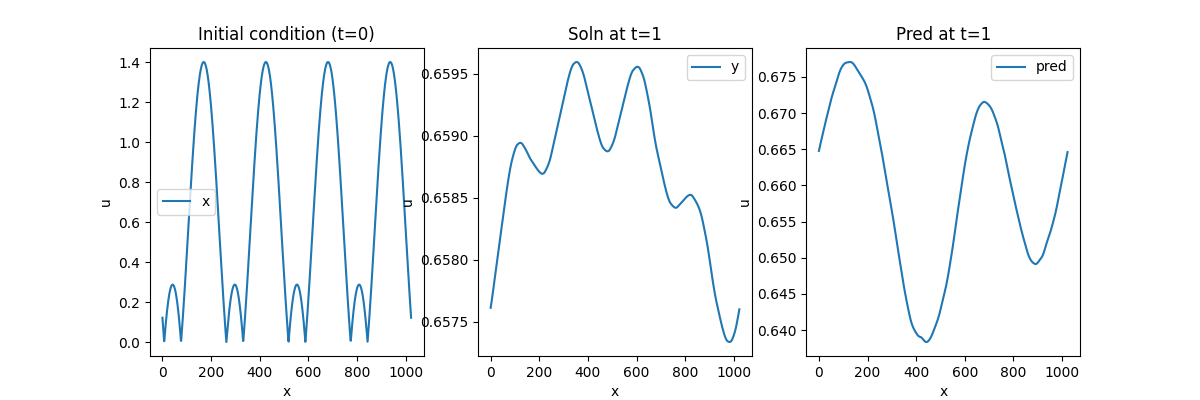 Initial condition (t=0)
1.4
1.2
1.0
0.8
0.6
0.4
0.2
0.0
u
x
0 200 400 600 800 1000
x
Soln at t=1
0.6595
0.6590
0.6585
0.6580
0.6575
u
y
0 200 400 600 800 1000
x
Pred at t=1
0.675
0.670
0.665
0.660
0.655
0.650
0.645
0.640
u
pred
0 200 400 600 800 1000
x